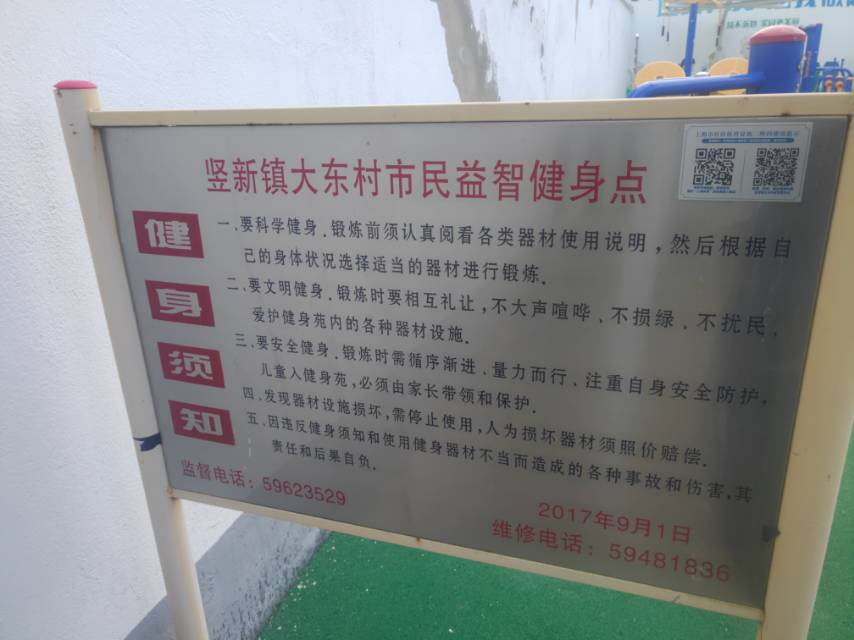 竖新镇大东村市民益智健身点
健身须知
一、要科学健身.锻炼前须认真阅看各类器材使用说明,然后根据自
己的身体状况选择适当的器材进行锻炼.
二、要文明健身.锻炼时要相互礼让,不大声喧哗、不损绿、不扰民、
爱护健身苑内的各种器材设施.
三、要安全健身.锻炼时需循序渐进、量力而行、注重自身安全防护,
儿童入健身苑,必须由家长带领和保护.
四、发现器材设施损坏,需停止使用,人为损坏器材须照价赔偿.
五、因违反健身须知和使用健身器材不当而造成的各种事故和伤害,其
责任和后果自负.
监督电话:59623529
2017年9月1日
维修电话:59481836